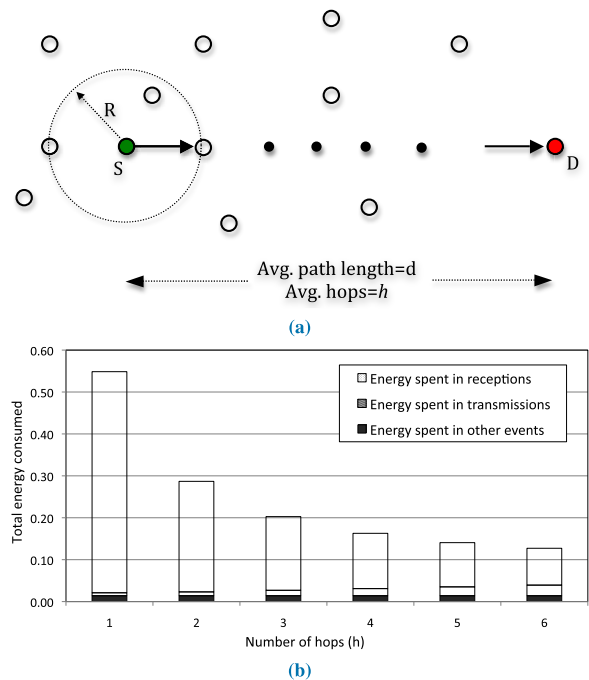 R
S
D
Avg. path length=d
Avg. hops=h
(a)
0.60
0.50
0.40
0.30
0.20
0.10
0.00
Total energy consumed
Energy spent in receptions
Energy spent in transmissions
Energy spent in other events
1 2 3 4 5 6
Number of hops (h)
(b)